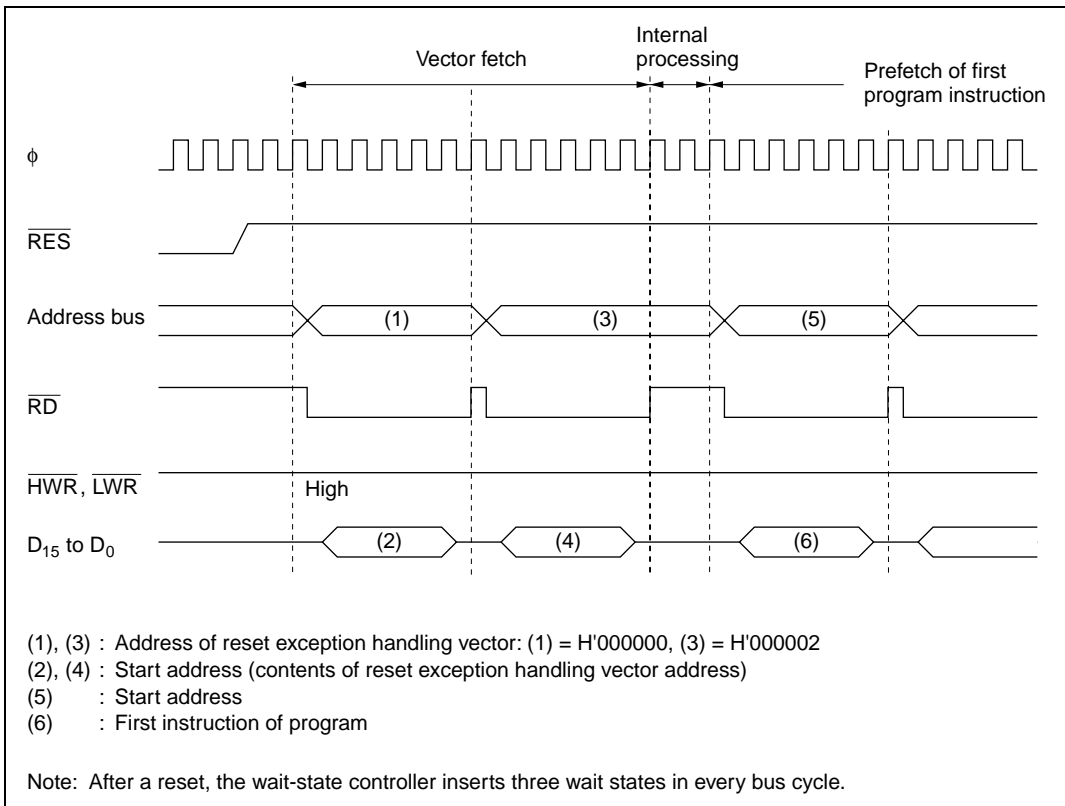 Vector fetch
Internal
processing
Prefetch of first
program instruction
φ
RES
Address bus
(1)
(3)
(5)
RD
HWR, LWR
High
D15 to D0
(2)
(4)
(6)
(1), (3) : Address of reset exception handling vector: (1) = H'000000, (3) = H'000002
(2), (4) : Start address (contents of reset exception handling vector address)
(5) : Start address
(6) : First instruction of program
Note: After a reset, the wait-state controller inserts three wait states in every bus cycle.